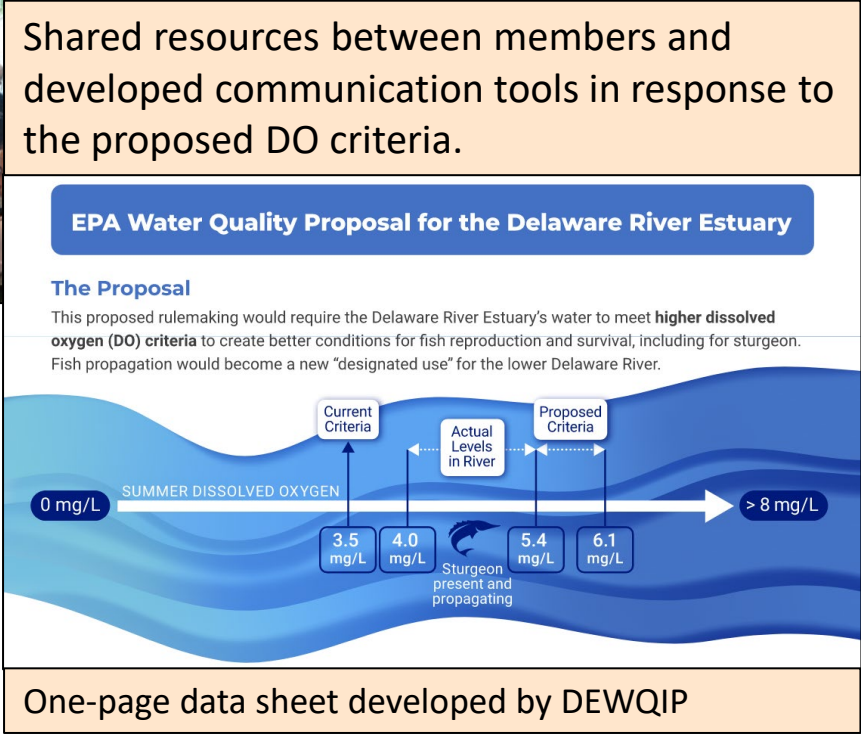 Shared resources between members and
developed communication tools in response to
the proposed DO criteria.
EPA Water Quality Proposal for the Delaware River Estuary
The Proposal
This proposed rulemaking would require the Delaware River Estuary’s water to meet higher dissolved
oxygen (DO) criteria to create better conditions for fish reproduction and survival, including for sturgeon.
Fish propagation would become a new “designated use” for the lower Delaware River.
Current
Criteria
Actual
Levels
in River
Proposed
Criteria
0 mg/L
SUMMER DISSOLVED OXYGEN
> 8 mg/L
3.5
mg/L
4.0
mg/L
Sturgeon
present and
propagating
5.4
mg/L
6.1
mg/L
One-page data sheet developed by DEWQIP